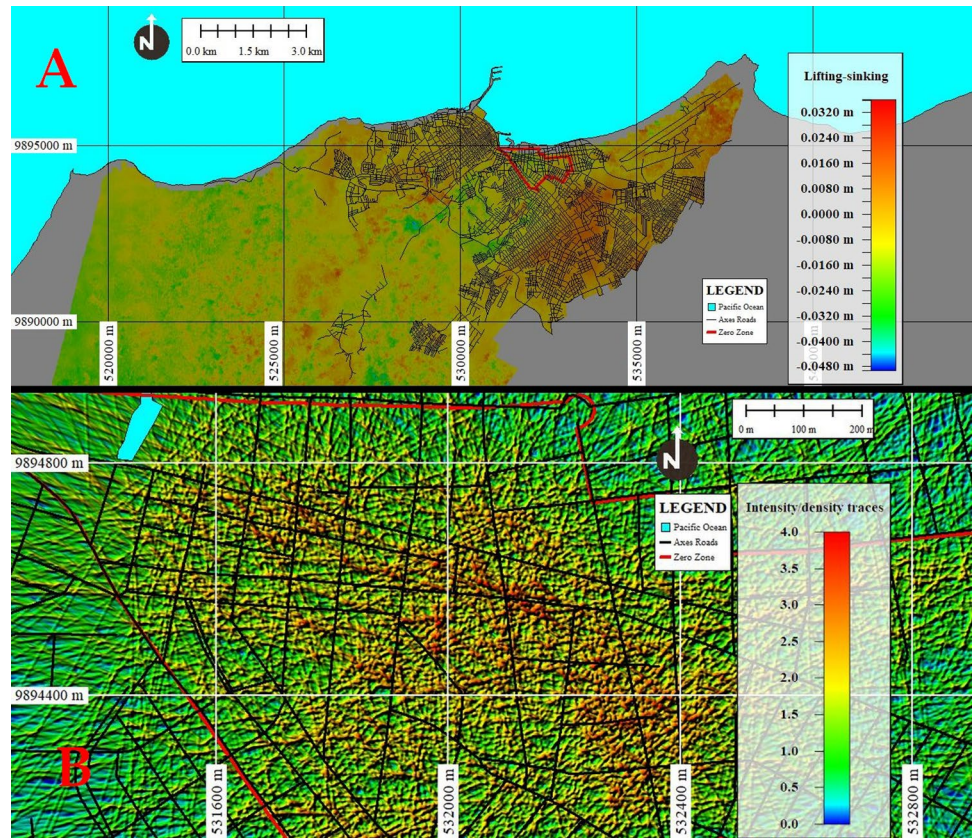 A
N
0.0 km 1.5 km 3.0 km
Lifting-sinking
0.0320 m
0.0240 m
0.0160 m
0.0080 m
0.0000 m
-0.0080 m
-0.0160 m
-0.0240 m
-0.0320 m
-0.0400 m
-0.0480 m
9895000 m
9890000 m
LEGEND
Pacific Ocean
Axes Roads
Zero Zone
520000 m
525000 m
530000 m
535000 m
B
N
0 m 100 m 200 m
9894800 m
9894400 m
LEGEND
Pacific Ocean
Axes Roads
Zero Zone
Intensity/density traces
4.0
3.5
3.0
2.5
2.0
1.5
1.0
0.5
0.0
531600 m
532000 m
532400 m
532800 m